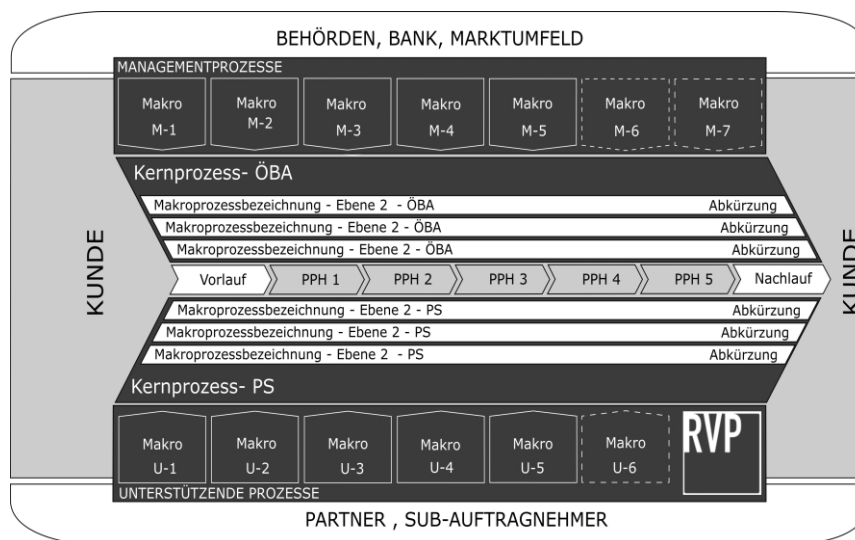 BEHÖRDEN, BANK, MARKTUMFELD
MANAGEMENTPROZESSE
Makro M-1
Makro M-2
Makro M-3
Makro M-4
Makro M-5
Makro M-6
Makro M-7
KUNDE
KUNDE
Kernprozess- ÖBA
Makroprozessbezeichnung - Ebene 2 - ÖBA Abkürzung
Makroprozessbezeichnung - Ebene 2 - ÖBA Abkürzung
Makroprozessbezeichnung - Ebene 2 - ÖBA Abkürzung
Vorlauf PPH 1 PPH 2 PPH 3 PPH 4 PPH 5 Nachlauf
Makroprozessbezeichnung - Ebene 2 - PS Abkürzung
Makroprozessbezeichnung - Ebene 2 - PS Abkürzung
Makroprozessbezeichnung - Ebene 2 - PS Abkürzung
Kernprozess- PS
Makro U-1
Makro U-2
Makro U-3
Makro U-4
Makro U-5
Makro U-6
RVP
UNTERSTÜTZENDE PROZESSE
PARTNER , SUB-AUFTRAGNEHMER